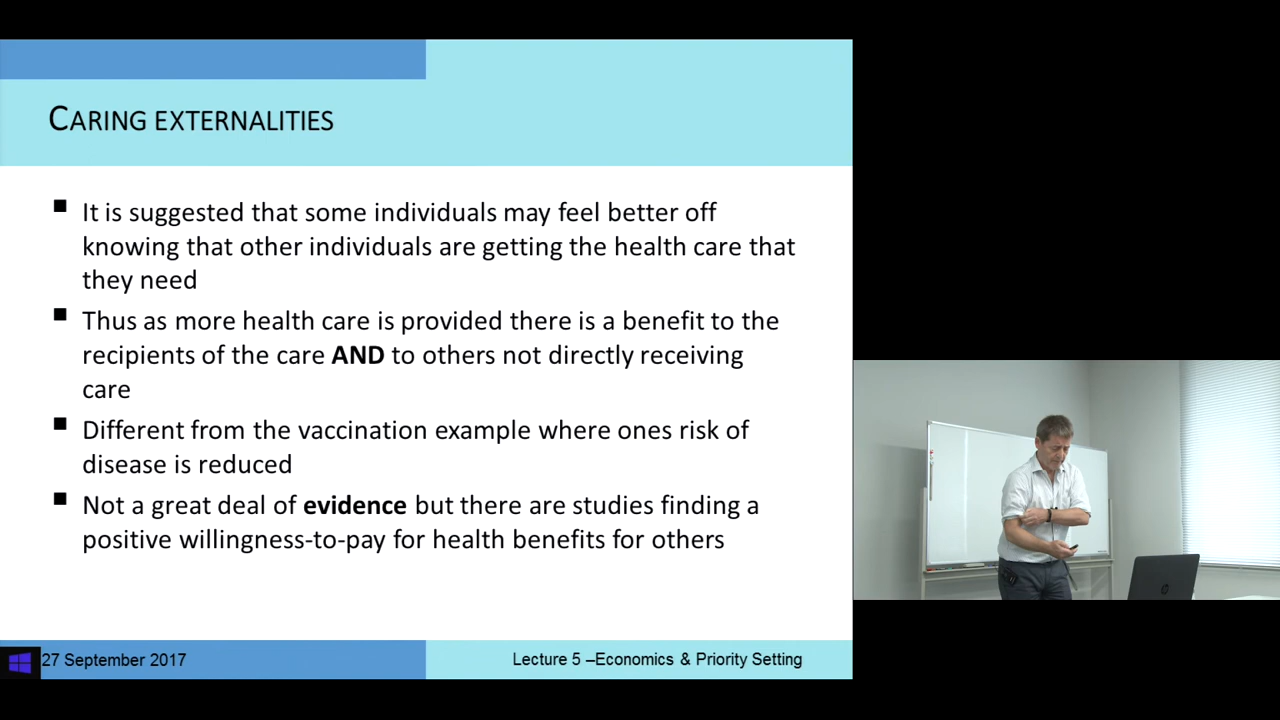 CARING EXTERNALITIES
▪ It is suggested that some individuals may feel better off
knowing that other individuals are getting the health care that
they need
▪ Thus as more health care is provided there is a benefit to the
recipients of the care AND to others not directly receiving
care
▪ Different from the vaccination example where ones risk of
disease is reduced
▪ Not a great deal of evidence but there are studies finding a
positive willingness-to-pay for health benefits for others
27 September 2017
Lecture 5 –Economics & Priority Setting